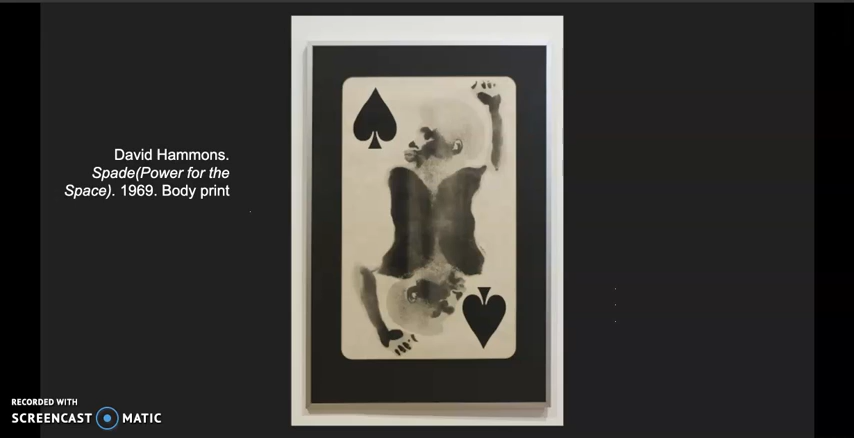 David Hammons.
Spade(Power for the
Space). 1969. Body print
RECORDED WITH
SCREENCAST MATIC